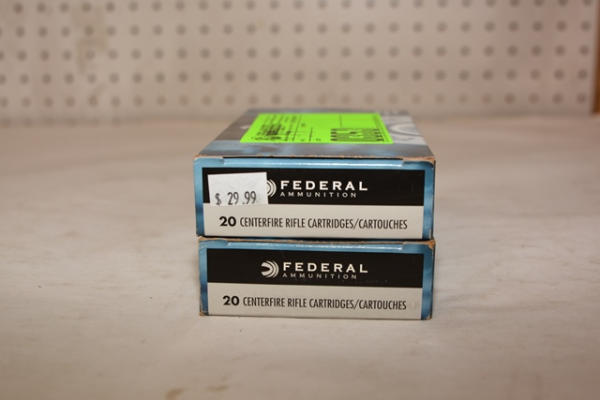 $ 29.99
FEDERAL
AMMUNITION
20 CENTERFIRE RIFLE CARTRIDGES/CARTOUCHES
FEDERAL
AMMUNITION
20 CENTERFIRE RIFLE CARTRIDGES/CARTOUCHES